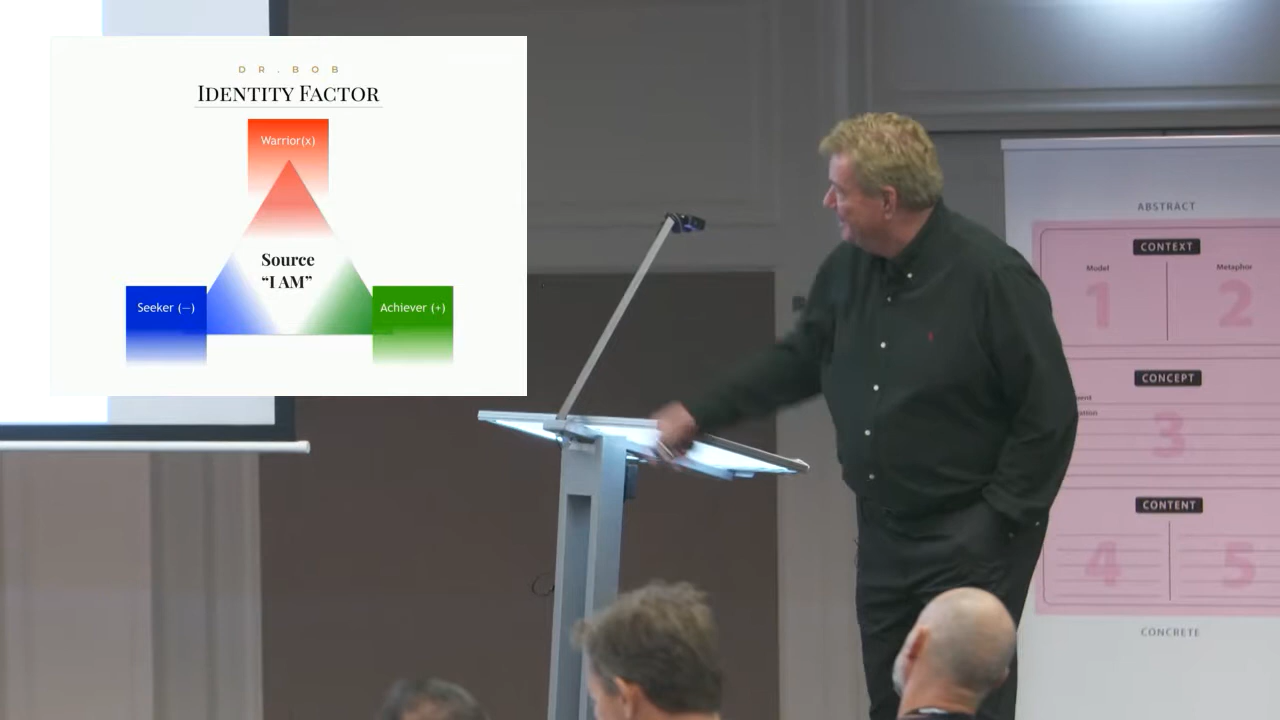 DR.BOB
IDENTITY FACTOR
Warrior(x)
Source
“I AM”
Seeker (—)
Achiever (+)
ABSTRACT
CONTEXT
Model
Metaphor
1
2
CONCEPT
3
CONTENT
4
5
CONCRETE